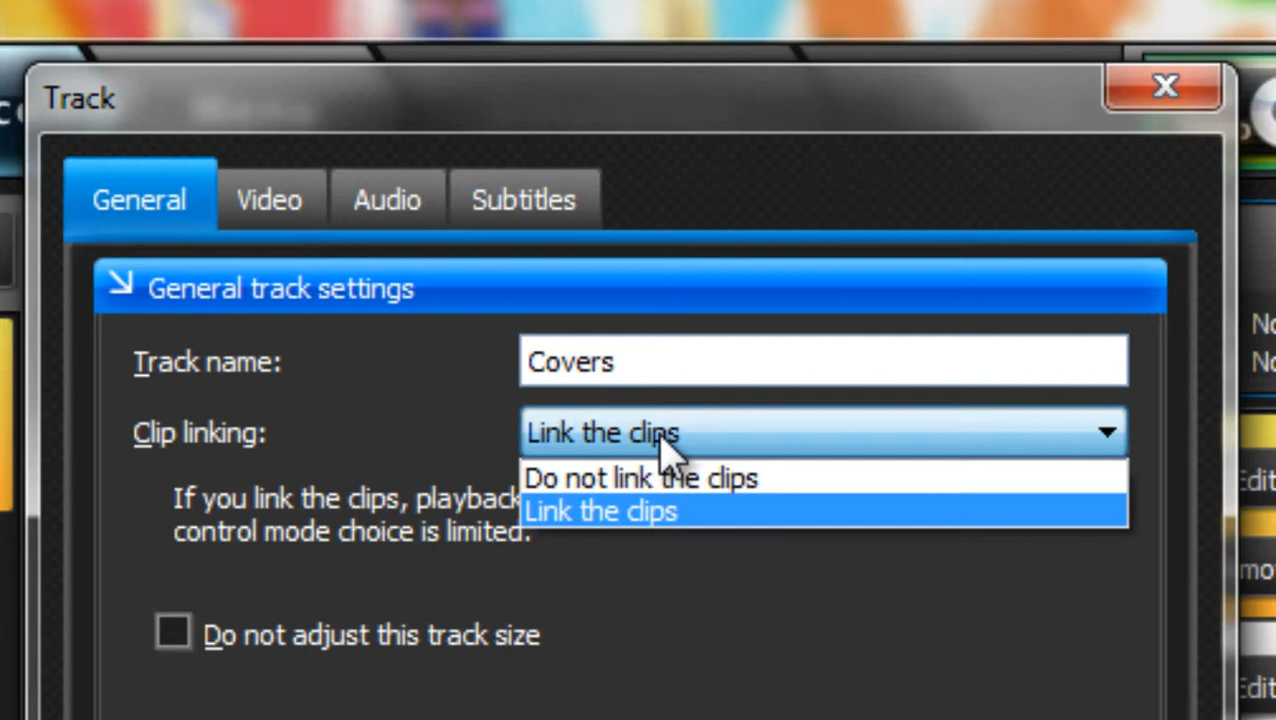 Track
General
Video
Audio
Subtitles
General track settings
Track name:
Covers
Clip linking:
Link the clips
Do not link the clips
Link the clips
If you link the clips, playback
control mode choice is limited.
Do not adjust this track size